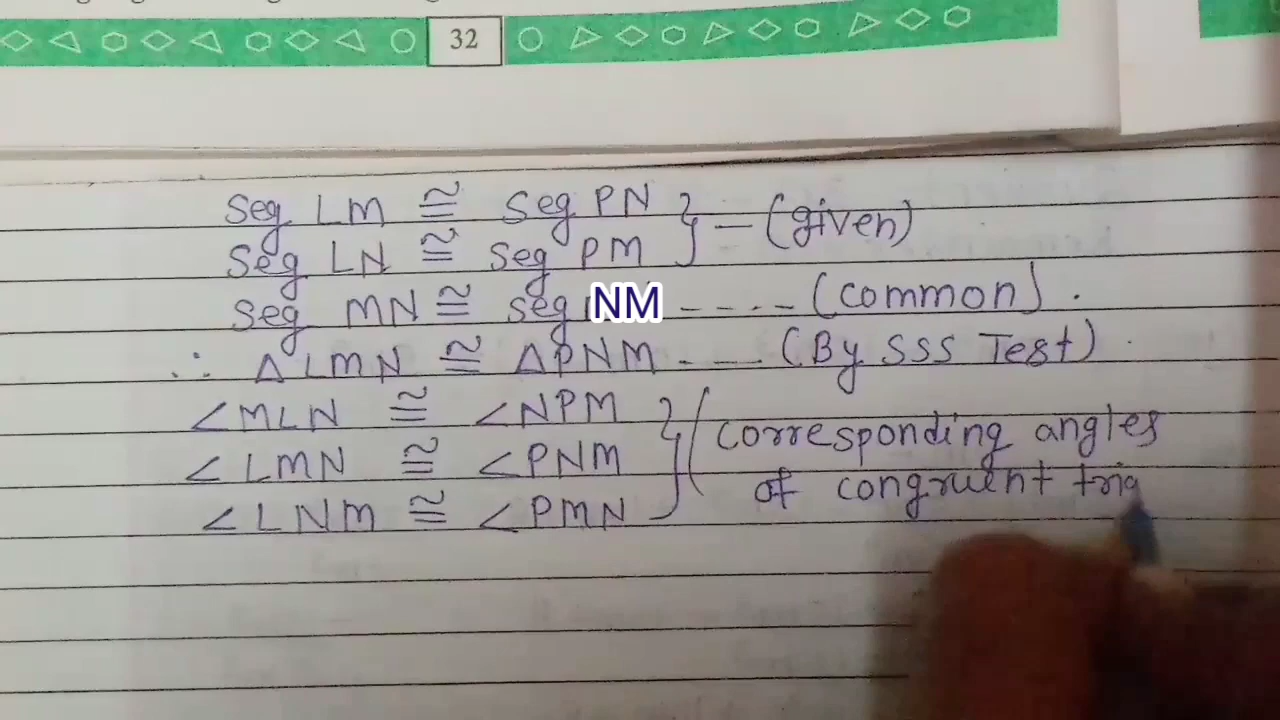 32
Seg LM ≅ Seg PN } — (given)
Seg LN ≅ Seg PM
Seg MN ≅ Seg NM ---- (common).
∴ △LMN ≅ △PNM ---- (By SSS Test).
∠MLN ≅ ∠NPM
∠LMN ≅ ∠PNM } (corresponding angles
of congruent tria
∠LNM ≅ ∠PMN